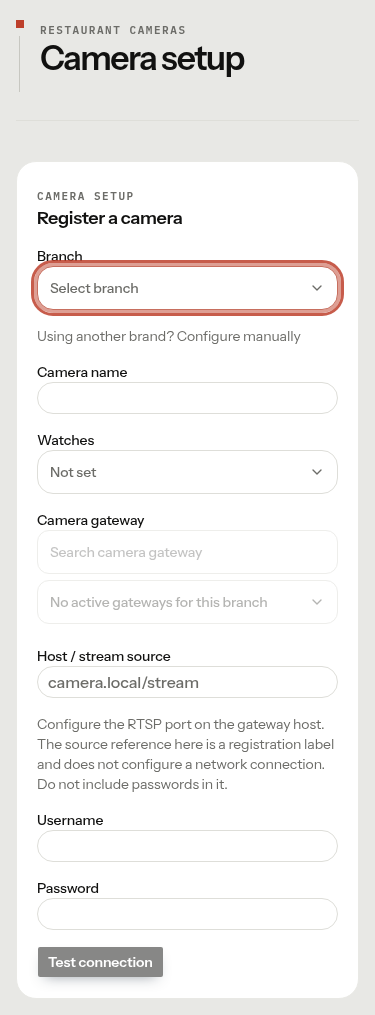 RESTAURANT CAMERAS
Camera setup
CAMERA SETUP
Register a camera
Branch
Select branch
Using another brand? Configure manually
Camera name
Watches
Not set
Camera gateway
Search camera gateway
No active gateways for this branch
Host / stream source
camera.local/stream
Configure the RTSP port on the gateway host.
The source reference here is a registration label
and does not configure a network connection.
Do not include passwords in it.
Username
Password
Test connection